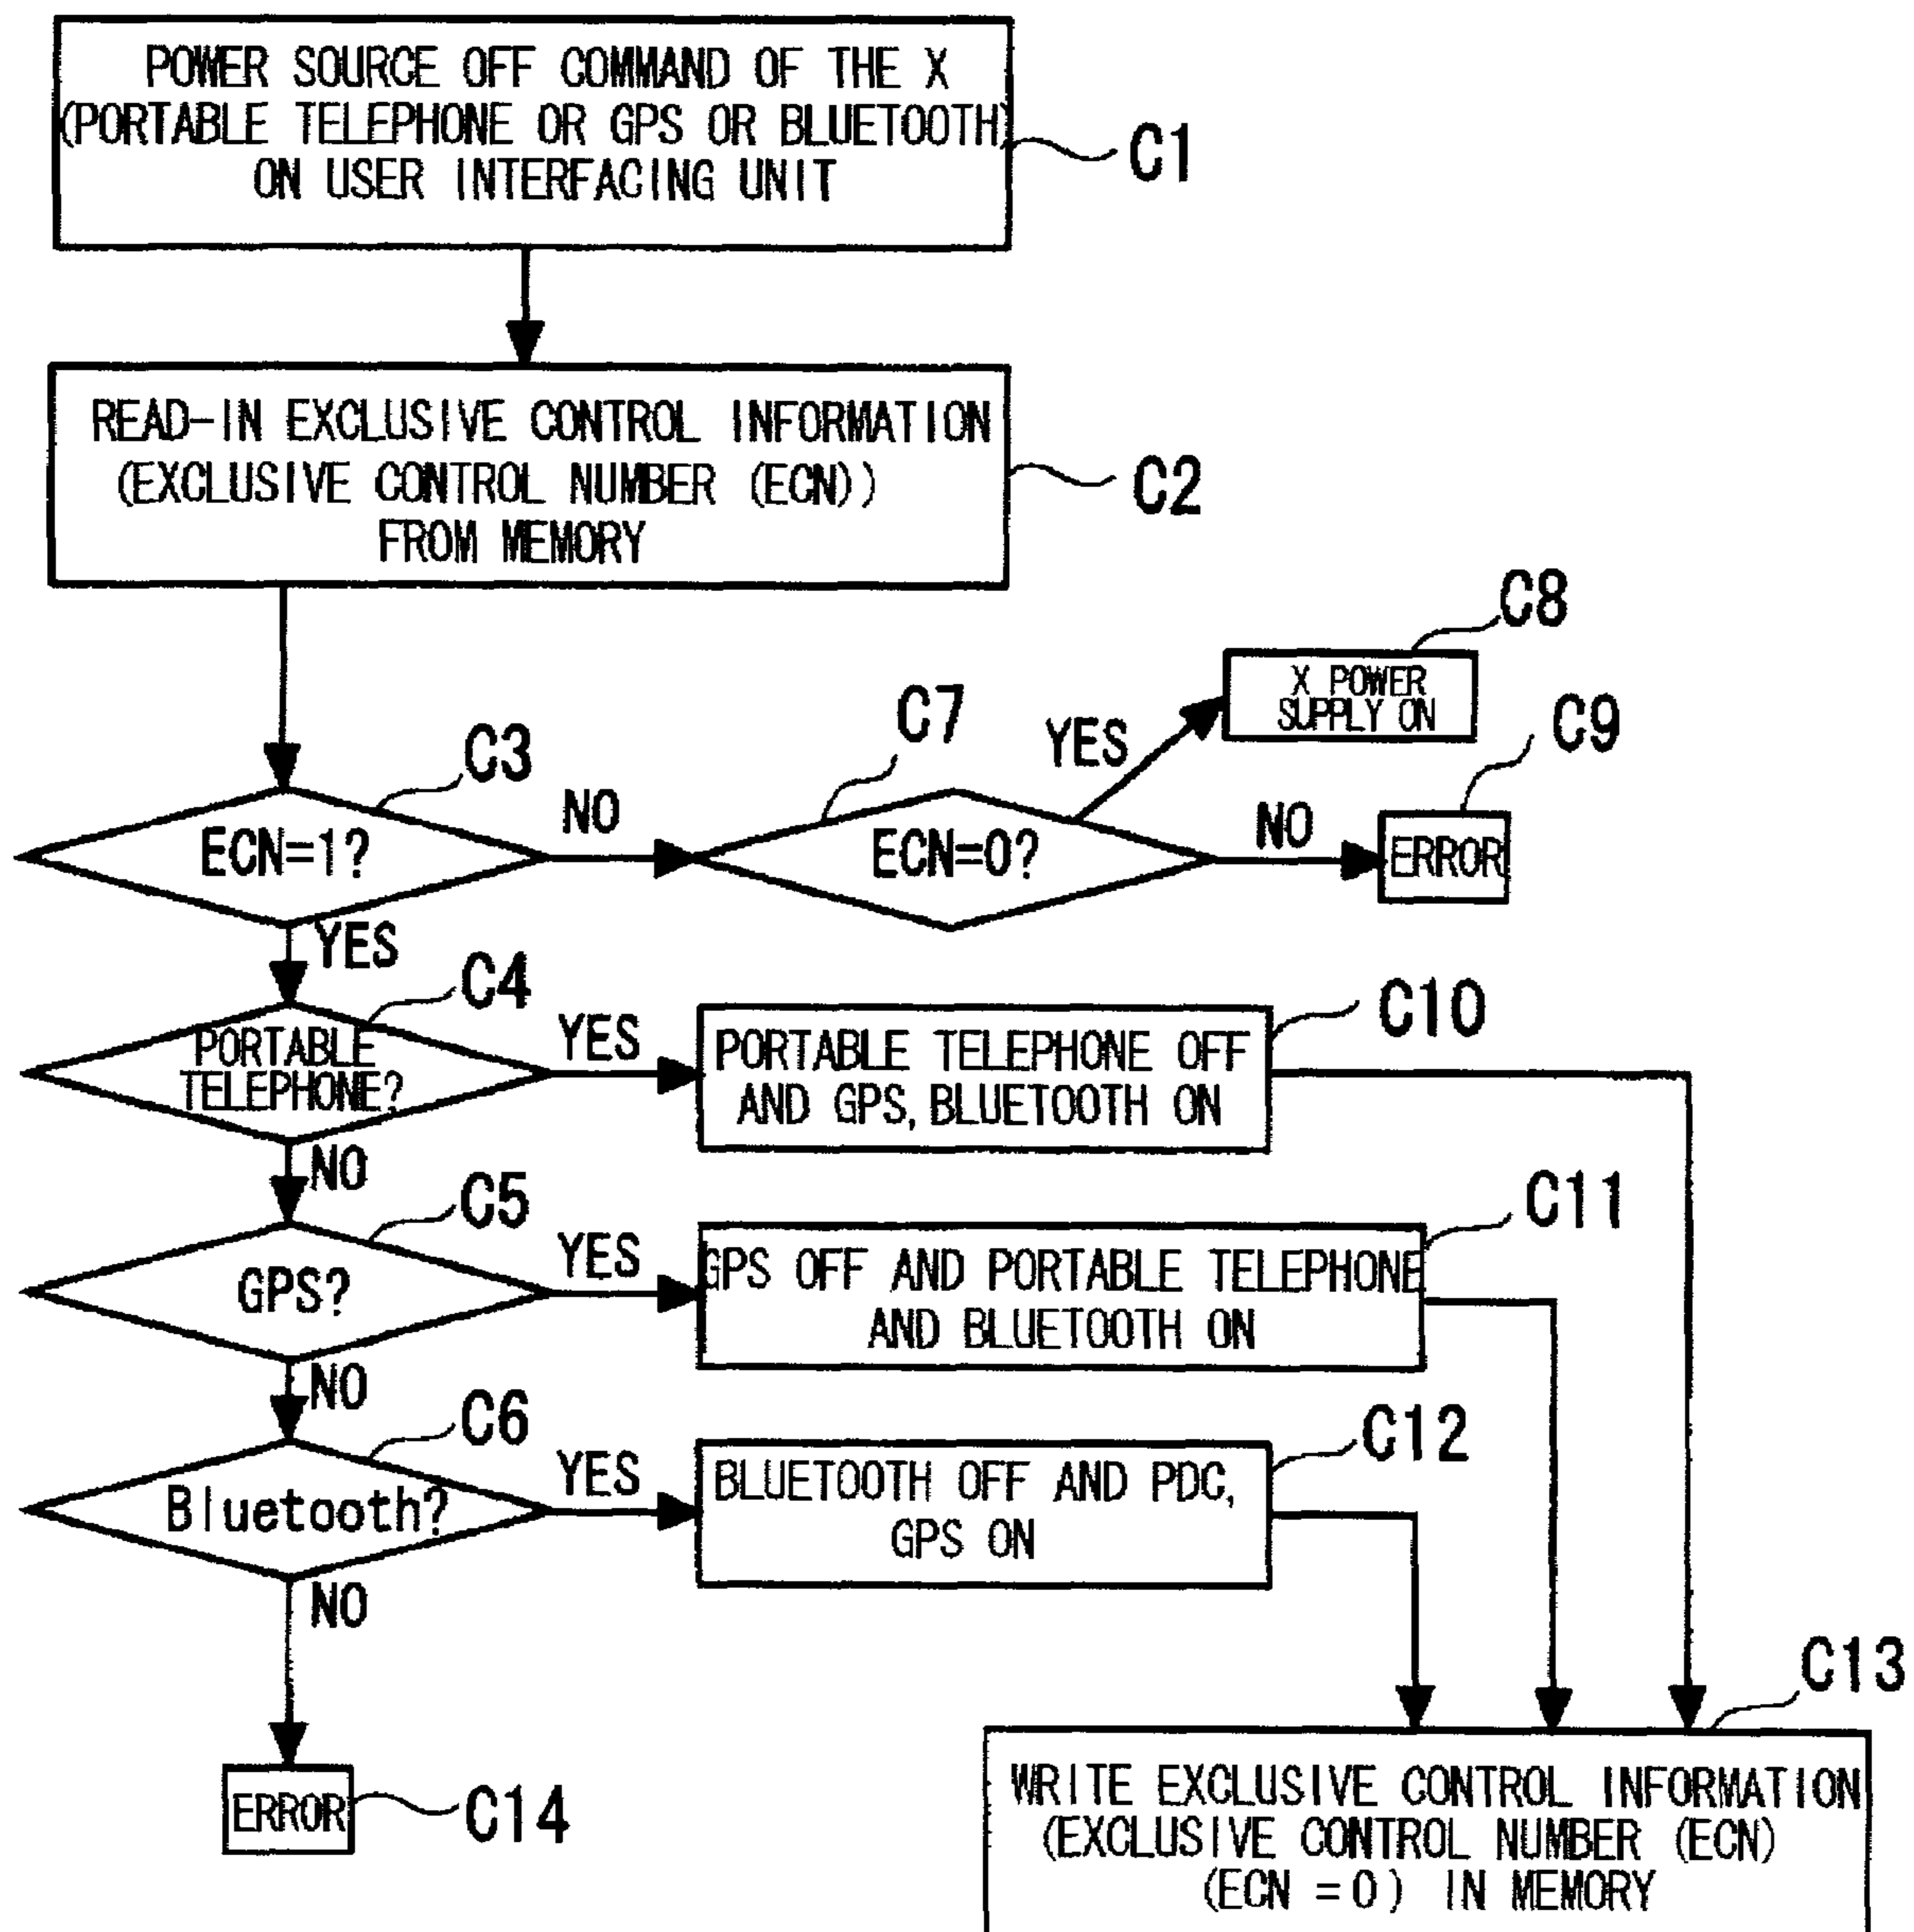 POWER SOURCE OFF COMMAND OF THE X
(PORTABLE TELEPHONE OR GPS OR BLUETOOTH)
ON USER INTERFACING UNIT
C1
READ-IN EXCLUSIVE CONTROL INFORMATION
(EXCLUSIVE CONTROL NUMBER (ECN))
FROM MEMORY
C2
C3
ECN=1?
NO
C7
ECN=0?
YES
C8
X POWER
SUPPLY ON
NO
C9
ERROR
YES
C4
PORTABLE
TELEPHONE?
YES
PORTABLE TELEPHONE OFF
AND GPS, BLUETOOTH ON
C10
NO
C5
GPS?
YES
GPS OFF AND PORTABLE TELEPHONE
AND BLUETOOTH ON
C11
NO
C6
Bluetooth?
YES
BLUETOOTH OFF AND PDC,
GPS ON
C12
NO
ERROR
C14
C13
WRITE EXCLUSIVE CONTROL INFORMATION
(EXCLUSIVE CONTROL NUMBER (ECN)
(ECN = 0) IN MEMORY